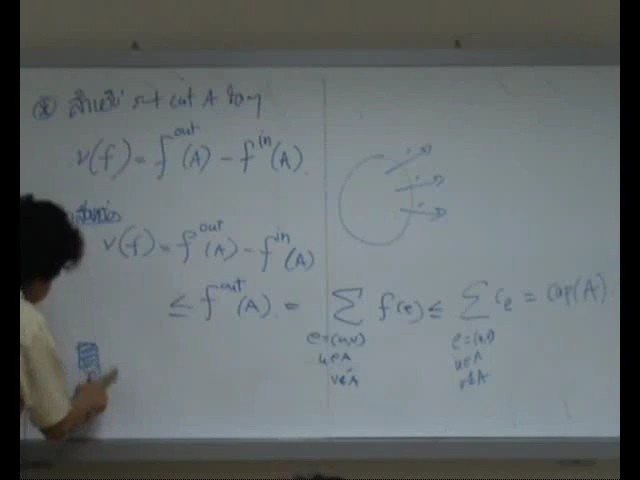 สำหรับ s-t cut A ใดๆ
v(f) = f^out(A) - f^in(A)
v(f) = f^out(A) - f^in(A)
≤ f^out(A) = ∑ f(e) ≤ ∑ c_e = cap(A)
e=(u,v) e=(u,v)
u∈A u∈A
v∉A v∉A